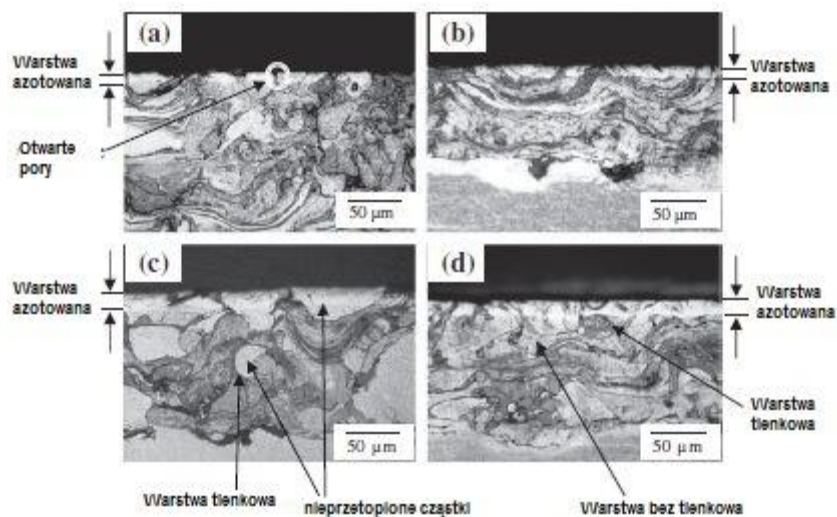 (a)
(b)
Warstwa
azotowana
Warstwa
azotowana
Otwarte
pory
50 µm
50 µm
(c)
(d)
Warstwa
azotowana
Warstwa
azotowana
Warstwa
tlenkowa
50 µm
50 µm
Warstwa tlenkowa
nieprzetopione cząstki
Warstwa bez tlenkowa